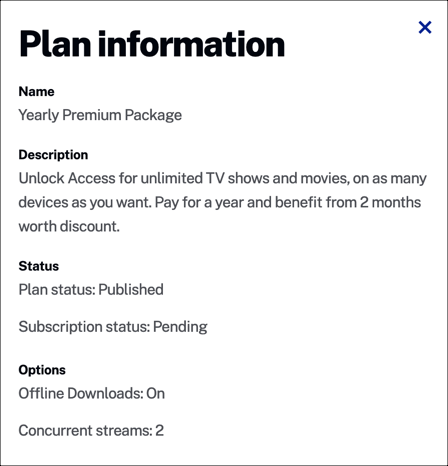 Plan information
Name
Yearly Premium Package
Description
Unlock Access for unlimited TV shows and movies, on as many
devices as you want. Pay for a year and benefit from 2 months
worth discount.
Status
Plan status: Published
Subscription status: Pending
Options
Offline Downloads: On
Concurrent streams: 2